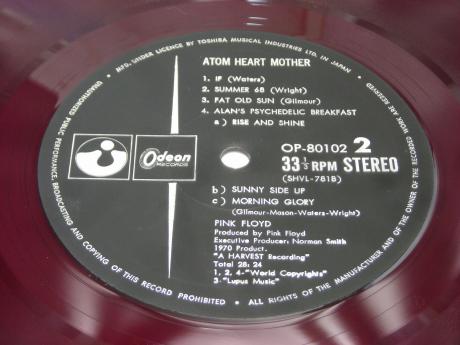 MFG. UNDER LICENCE BY TOSHIBA MUSICAL INDUSTRIES LTD. IN JAPAN
ATOM HEART MOTHER
1. IF (Waters)
2. SUMMER 68 (Wright)
3. FAT OLD SUN (Gilmour)
4. ALAN'S PSYCHEDELIC BREAKFAST
a) RISE AND SHINE
Odeon
RECORDS
OP-80102 2
33 1/3 RPM STEREO
(SHVL-781B)
b) SUNNY SIDE UP
c) MORNING GLORY
(Gilmour-Mason-Waters-Wright)
PINK FLOYD
Produced by Pink Floyd
Executive Producer: Norman Smith
1970 Product.
"A HARVEST Recording"
Total 28: 24
1, 2, 4-"World Copyrights"
3-"Lupus Music"
ALL RIGHTS OF THE MANUFACTURER AND OF THE OWNER OF THE RECORDED WORK ARE RESERVED
UNAUTHORIZED PUBLIC PERFORMANCE, BROADCASTING AND COPYING OF THIS RECORD PROHIBITED